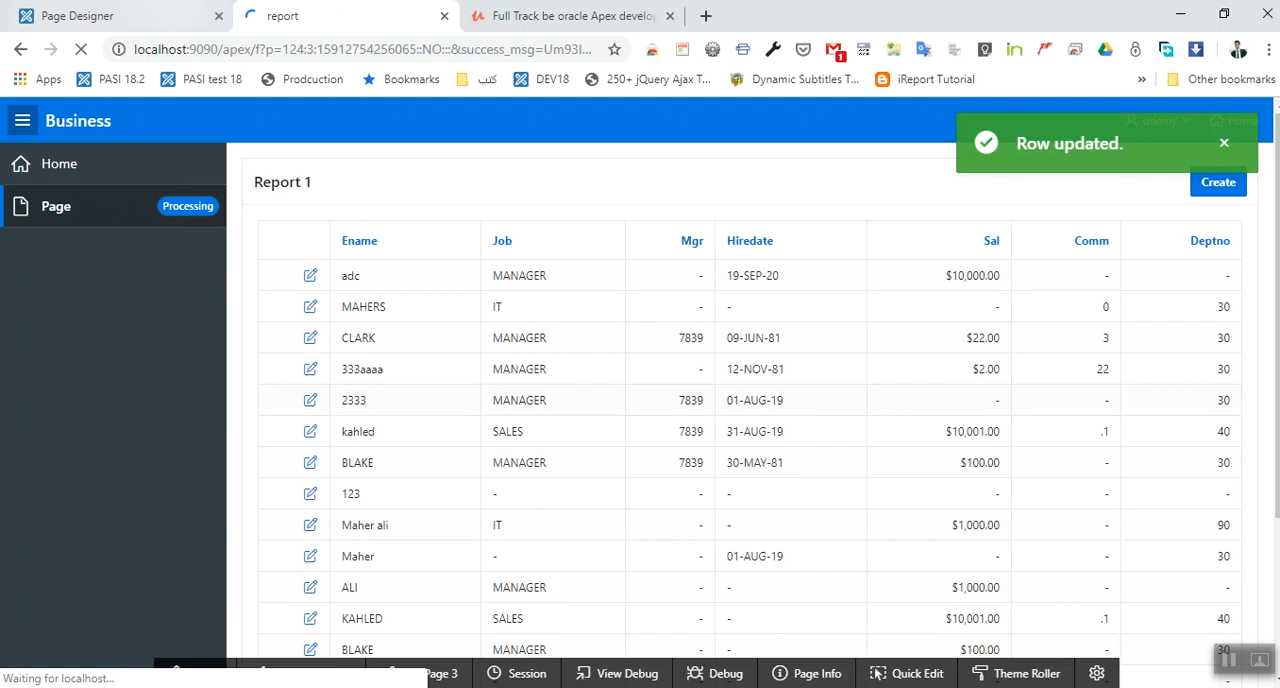 Page Designer
report
Full Track be oracle Apex develop
localhost:9090/apex/f?p=124:3:15912754256065::NO:::&success_msg=Um93I...
1
Apps
PASI 18.2
PASI test 18
Prodcuction
Bookmarks
كتب
DEV18
250+ jQuery Ajax T...
Dynamic Subtitles T...
iReport Tutorial
»
Other bookmarks
Business
udemy
Home
Row updated.
Home
Page
Processing
Report 1
Create
Ename Job Mgr Hiredate Sal Comm Deptno
adc MANAGER - 19-SEP-20 $10,000.00 - -
MAHERS IT - - - 0 30
CLARK MANAGER 7839 09-JUN-81 $22.00 3 30
333aaaa MANAGER - 12-NOV-81 $2.00 22 30
2333 MANAGER 7839 01-AUG-19 - - 30
kahled SALES 7839 31-AUG-19 $10,001.00 .1 40
BLAKE MANAGER 7839 30-MAY-81 $100.00 - 30
123 - - - - - -
Maher ali IT - - $1,000.00 - 90
Maher - - 01-AUG-19 - - 30
ALI MANAGER - - $1,000.00 - -
KAHLED SALES - - $10,001.00 .1 40
BLAKE MANAGER - - $100.00 - 30
Waiting for localhost...
Page 3
Session
View Debug
Debug
Page Info
Quick Edit
Theme Roller